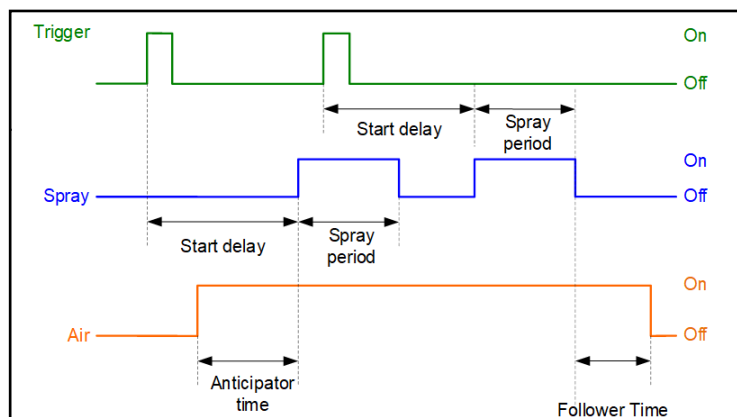 Trigger
On
Off
Start delay
Spray
period
On
Spray
Off
Start delay
Spray
period
On
Air
Off
Anticipator
time
Follower Time